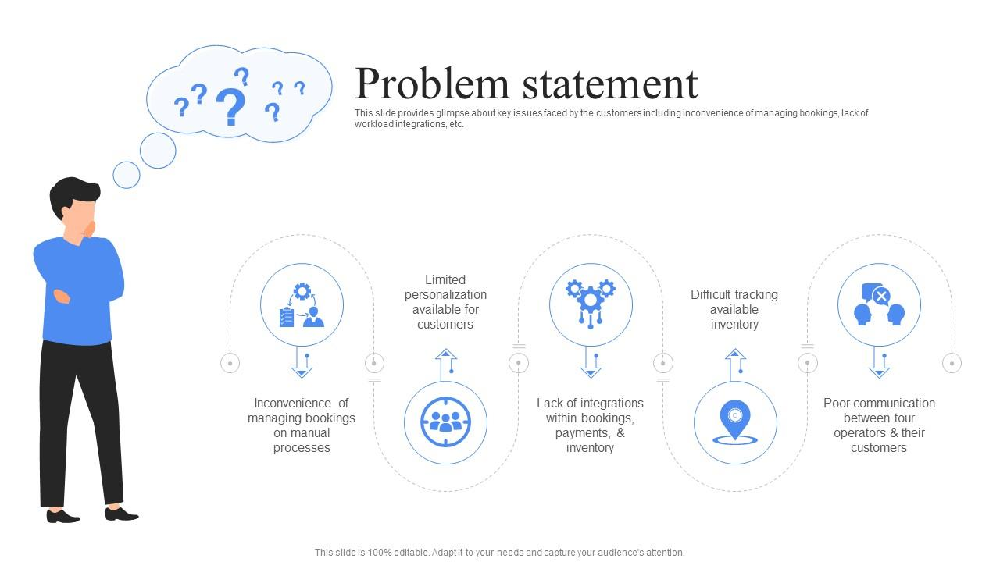 ? ? ? ? ? ? ?
Problem statement
This slide provides glimpse about key issues faced by the customers including inconvenience of managing bookings, lack of
workload integrations, etc.
Inconvenience of
managing bookings
on manual
processes
Limited
personalization
available for
customers
Lack of integrations
within bookings,
payments, &
inventory
Difficult tracking
available
inventory
Poor communication
between tour
operators & their
customers
This slide is 100% editable. Adapt it to your needs and capture your audience's attention.